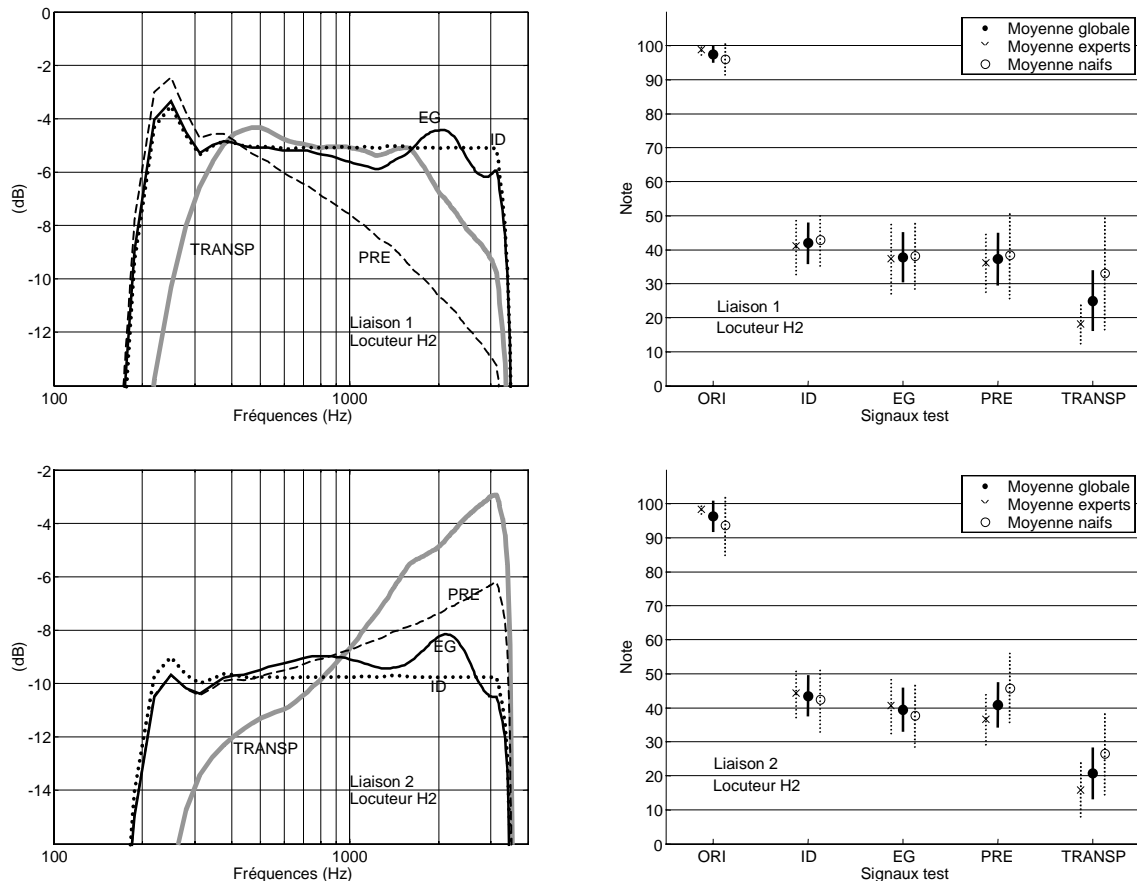 0
-2
-4
-6
-8
-10
-12
(dB)
EG
ID
TRANSP
PRE
Liaison 1
Locuteur H2
100
1000
Fréquences (Hz)
100
90
80
70
60
50
40
30
20
10
0
Note
Moyenne globale
Moyenne experts
Moyenne naifs
Liaison 1
Locuteur H2
ORI ID EG PRE TRANSP
Signaux test
-2
-4
-6
-8
-10
-12
-14
(dB)
PRE
EG
ID
TRANSP
Liaison 2
Locuteur H2
100
1000
Fréquences (Hz)
100
90
80
70
60
50
40
30
20
10
0
Note
Moyenne globale
Moyenne experts
Moyenne naifs
Liaison 2
Locuteur H2
ORI ID EG PRE TRANSP
Signaux test